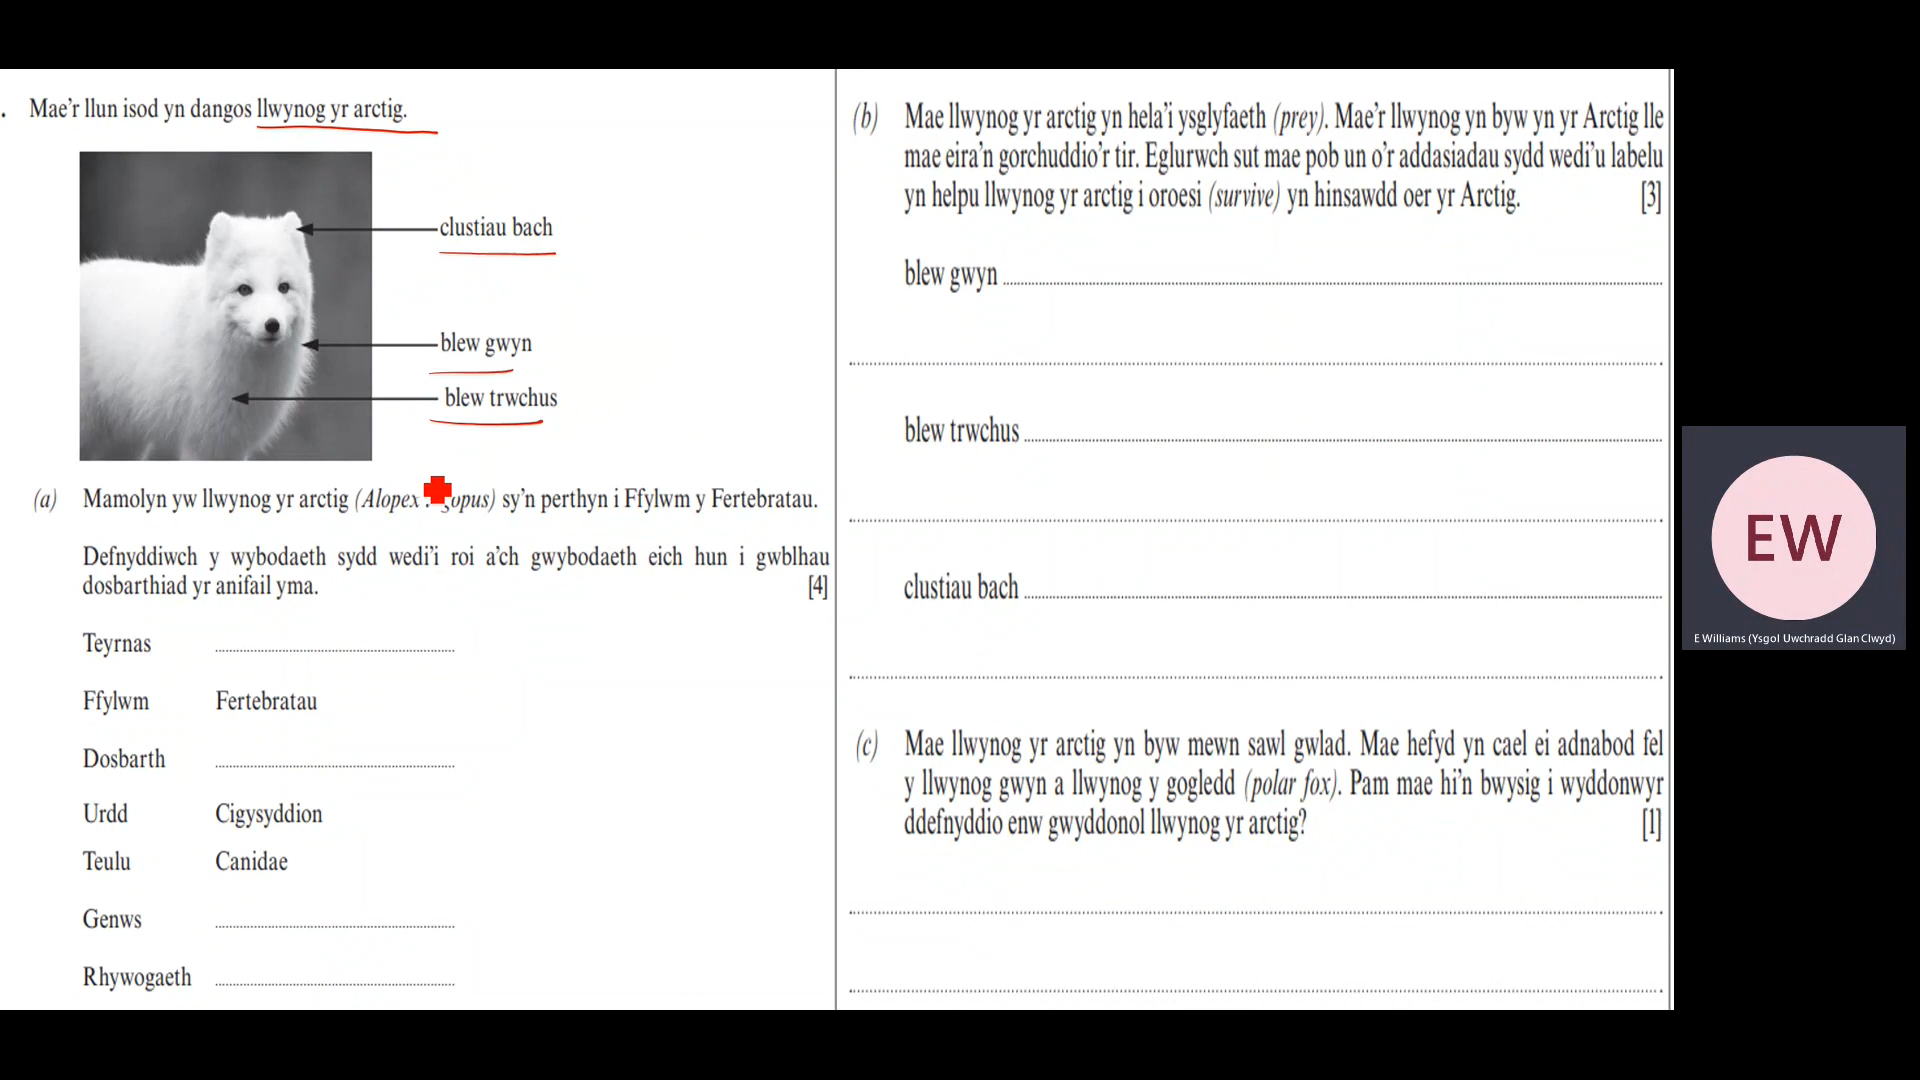 . Mae'r llun isod yn dangos llwynog yr arctig.
clustiau bach
blew gwyn
blew trwchus
(a) Mamolyn yw llwynog yr arctig (Alopex opus) sy'n perthyn i Ffylwm y Fertebratau.
Defnyddiwch y wybodaeth sydd wedi'i roi a'ch gwybodaeth eich hun i gwblhau
dosbarthiad yr anifail yma. [4]
Teyrnas
Ffylwm Fertebratau
Dosbarth
Urdd Cigysyddion
Teulu Canidae
Genws
Rhywogaeth
(b) Mae llwynog yr arctig yn hela'i ysglyfaeth (prey). Mae'r llwynog yn byw yn yr Arctig lle
mae eira'n gorchuddio'r tir. Eglurwch sut mae pob un o'r addasiadau sydd wedi'u labelu
yn helpu llwynog yr arctig i oroesi (survive) yn hinsawdd oer yr Arctig. [3]
blew gwyn
blew trwchus
clustiau bach
(c) Mae llwynog yr arctig yn byw mewn sawl gwlad. Mae hefyd yn cael ei adnabod fel
y llwynog gwyn a llwynog y gogledd (polar fox). Pam mae hi'n bwysig i wyddonwyr
ddefnyddio enw gwyddonol llwynog yr arctig? [1]
EW
E Williams (Ysgol Uwchradd Glan Clwyd)